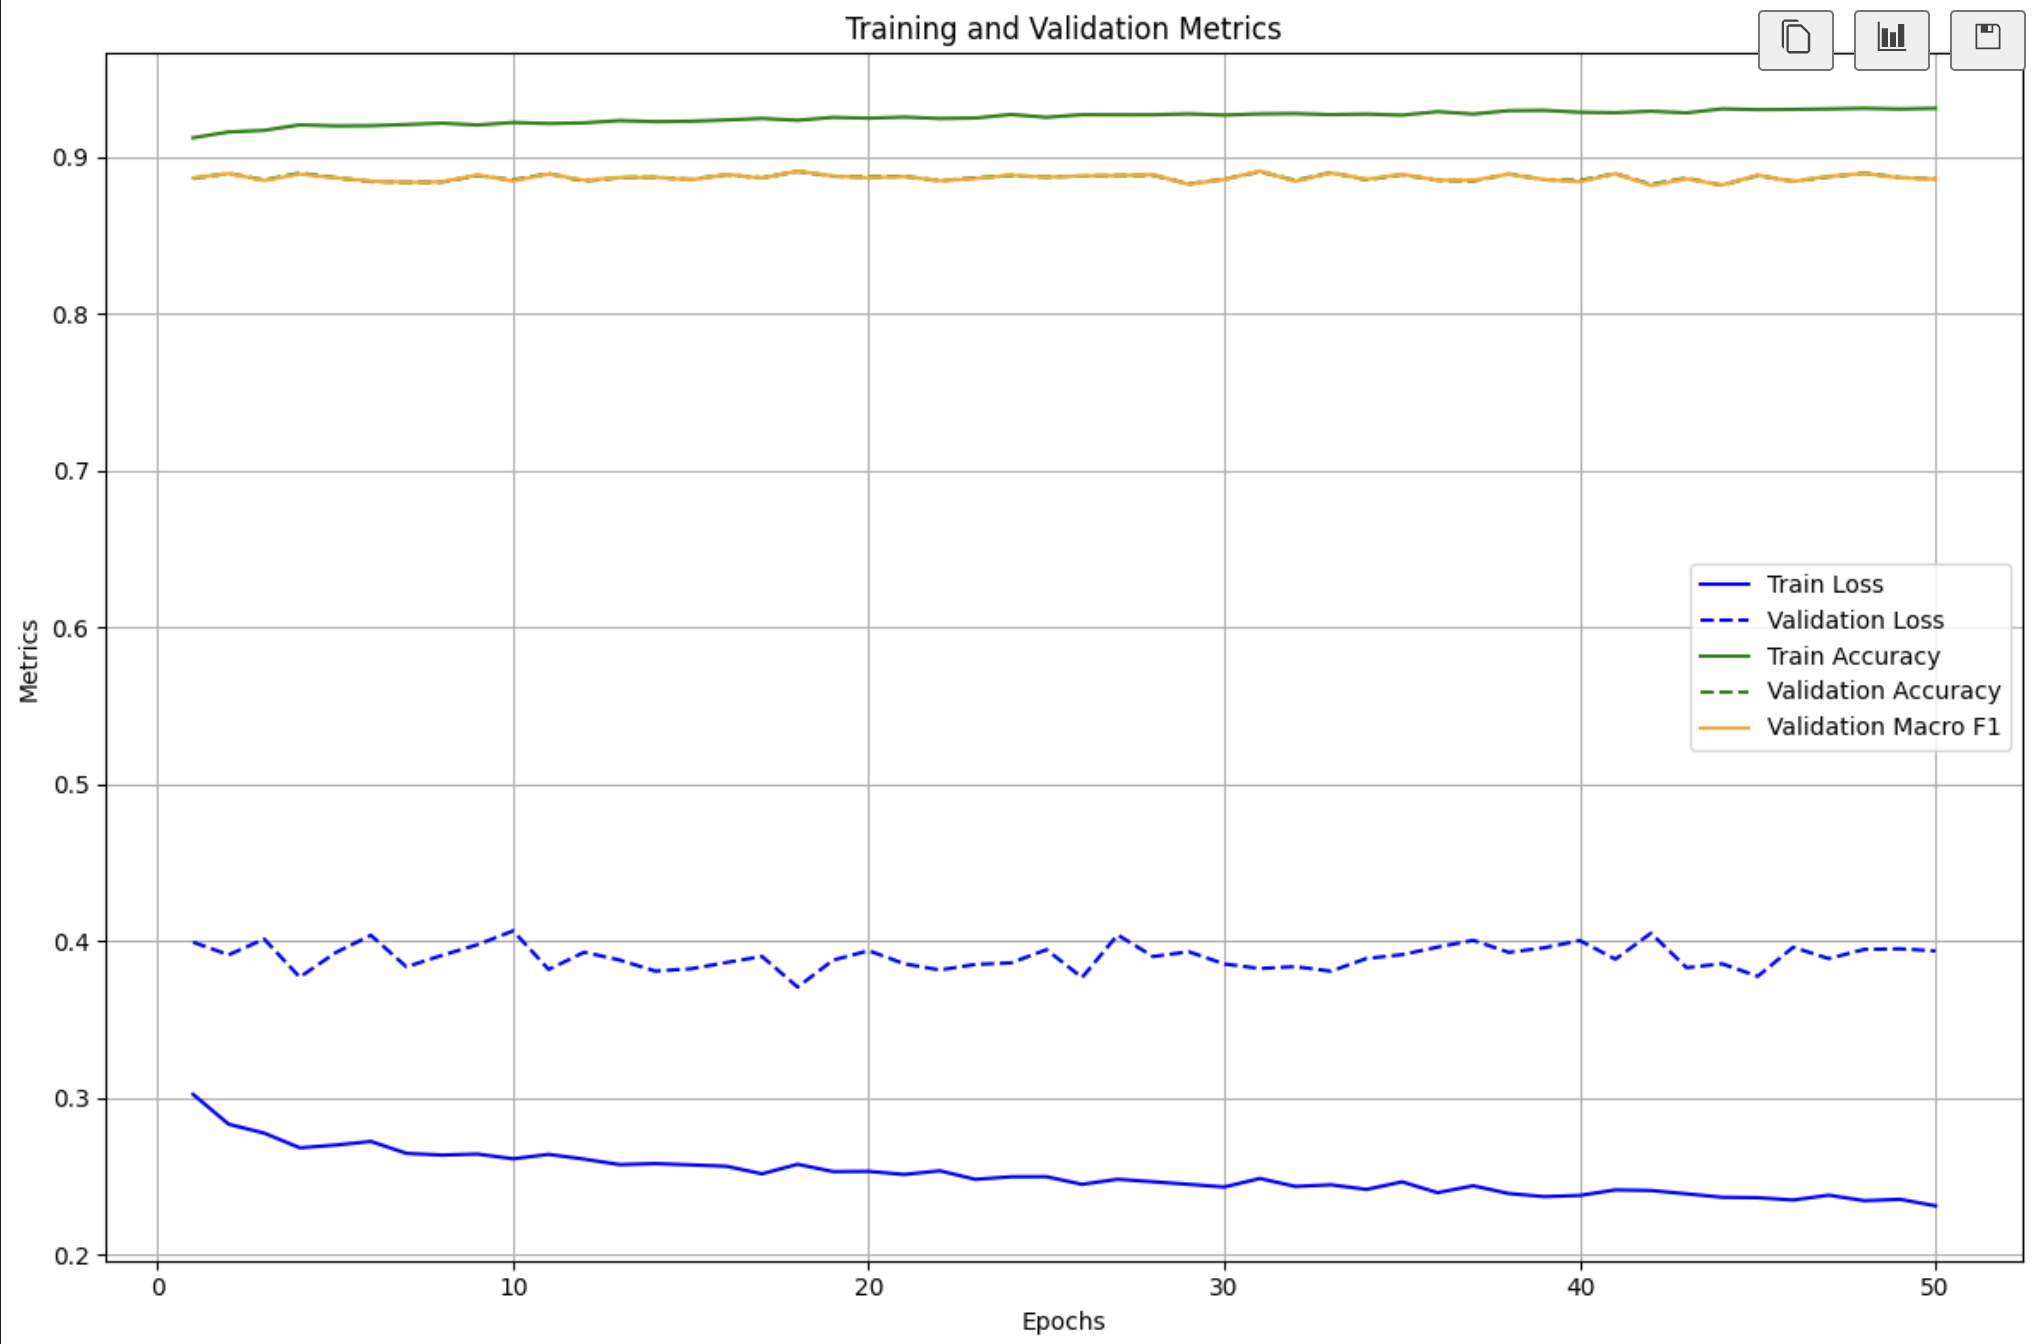 Training and Validation Metrics
0.9
0.8
0.7
0.6
0.5
0.4
0.3
0.2
Metrics
Train Loss
Validation Loss
Train Accuracy
Validation Accuracy
Validation Macro F1
0 10 20 30 40 50
Epochs